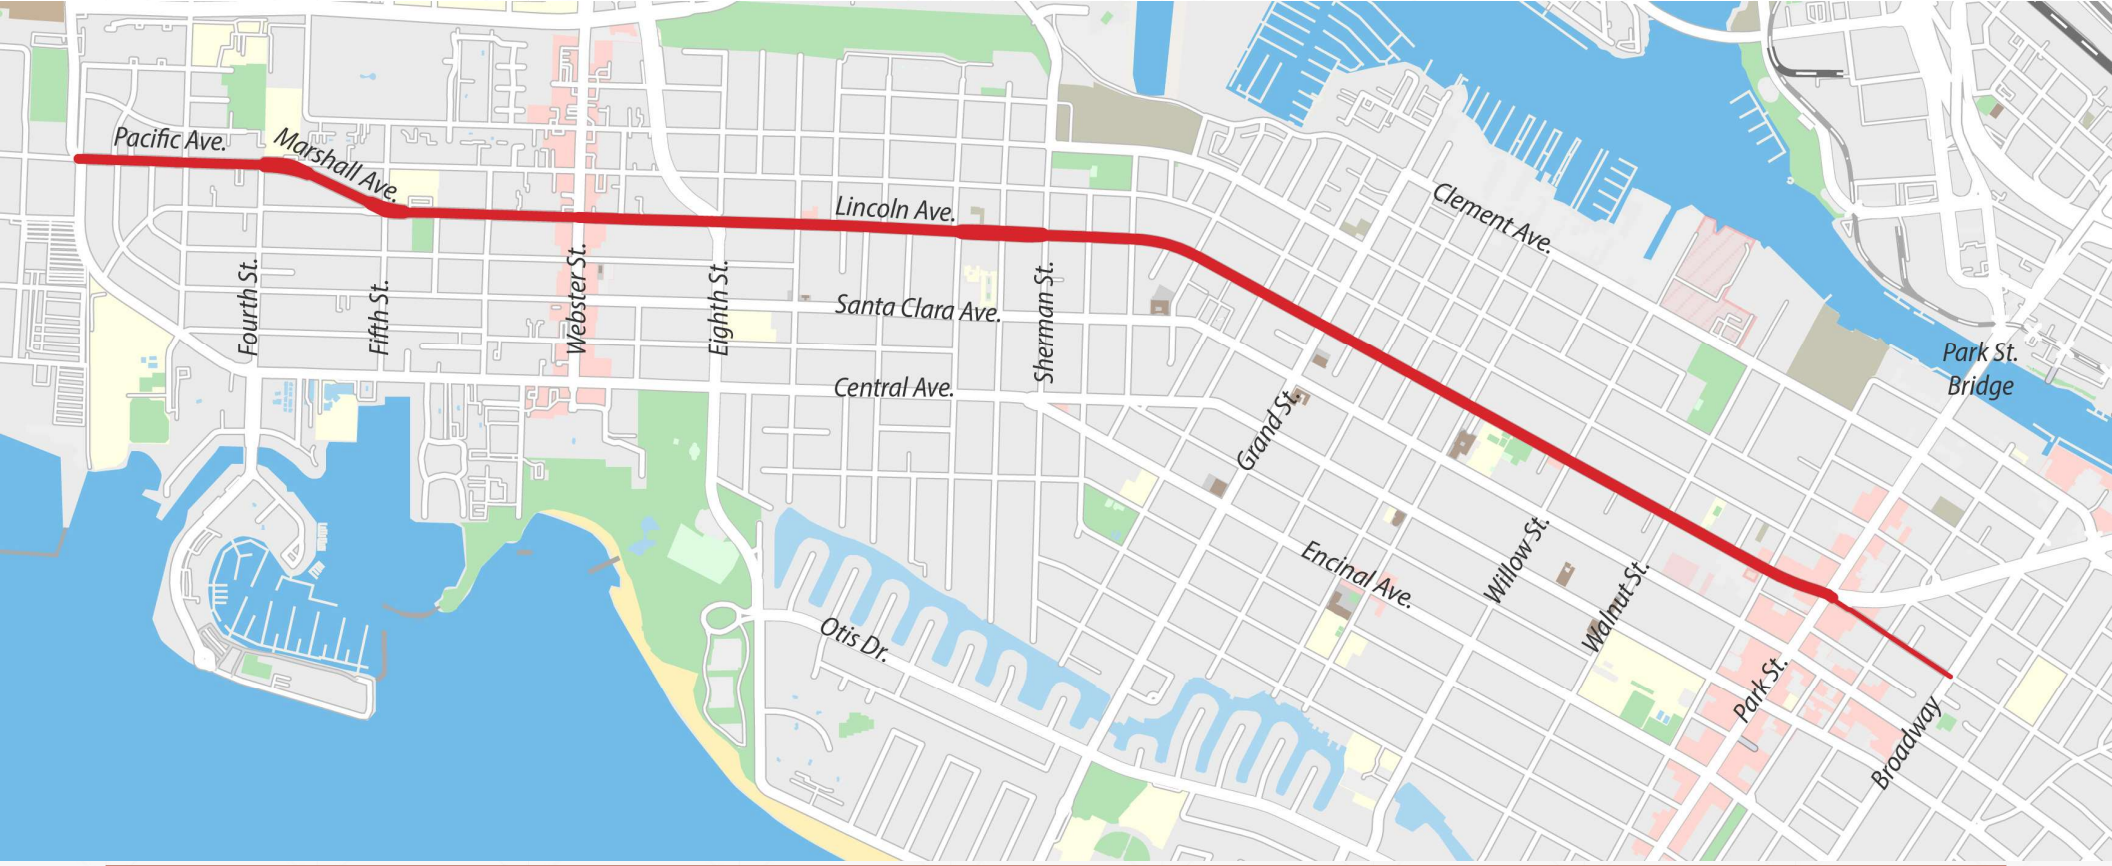 Pacific Ave.
Marshall Ave.
Lincoln Ave.
Clement Ave.
Fourth St.
Fifth St.
Webster St.
Eighth St.
Santa Clara Ave.
Sherman St.
Park St.
Bridge
Central Ave.
Grand St.
Encinal Ave.
Willow St.
Walnut St.
Otis Dr.
Park St.
Broadway